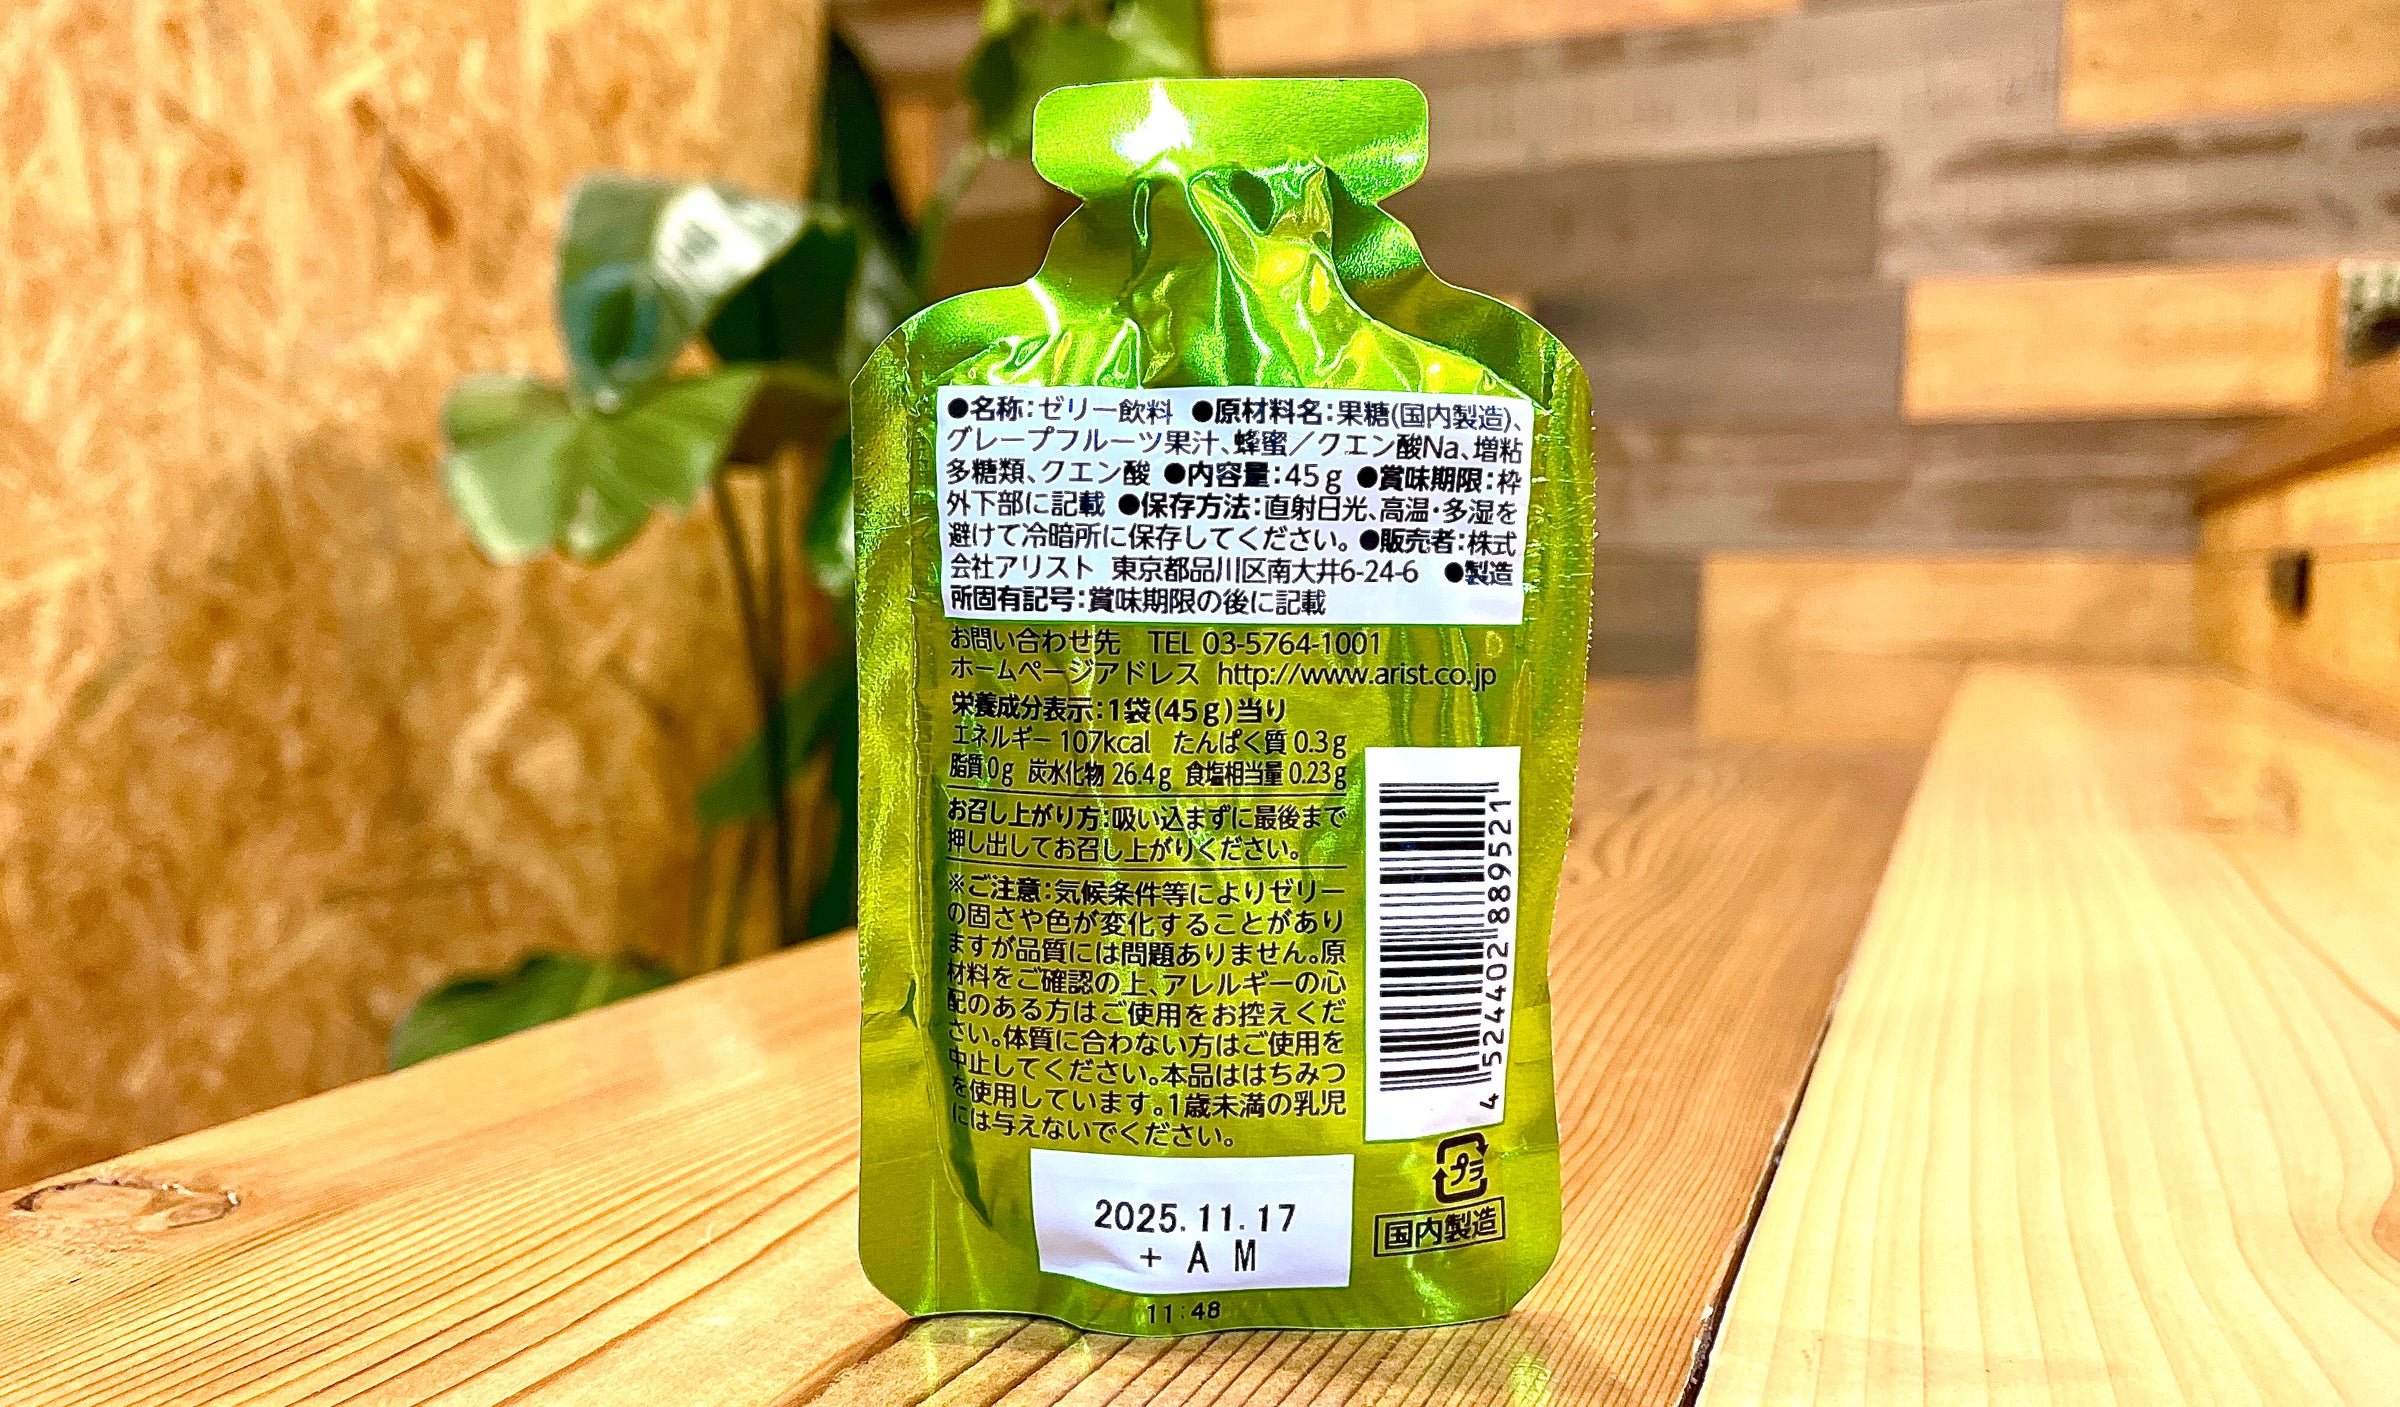 ●名称:ゼリー飲料 ●原材料名:果糖(国内製造)、
グレープフルーツ果汁、蜂蜜／クエン酸Na、増粘
多糖類、クエン酸 ●内容量:45g ●賞味期限:枠
外下部に記載 ●保存方法:直射日光、高温・多湿を
避けて冷暗所に保存してください。●販売者:株式
会社アリスト 東京都品川区南大井6-24-6 ●製造
所固有記号:賞味期限の後に記載
お問い合わせ先 TEL 03-5764-1001
ホームページアドレス http://www.arist.co.jp
栄養成分表示:1袋(45g)当り
エネルギー 107kcal たんぱく質 0.3g
脂質 0g 炭水化物 26.4g 食塩相当量 0.23g
お召し上がり方:吸い込まずに最後まで
押し出してお召し上がりください。
※ご注意:気候条件等によりゼリー
の固さや色が変化することがあり
ますが品質には問題ありません。原
材料をご確認の上、アレルギーの心
配のある方はご使用をお控えくだ
さい。体質に合わない方はご使用を
中止してください。本品ははちみつ
を使用しています。1歳未満の乳児
には与えないでください。
4 524402 889521
プラ
国内製造
2025.11.17
+ A M
11:48